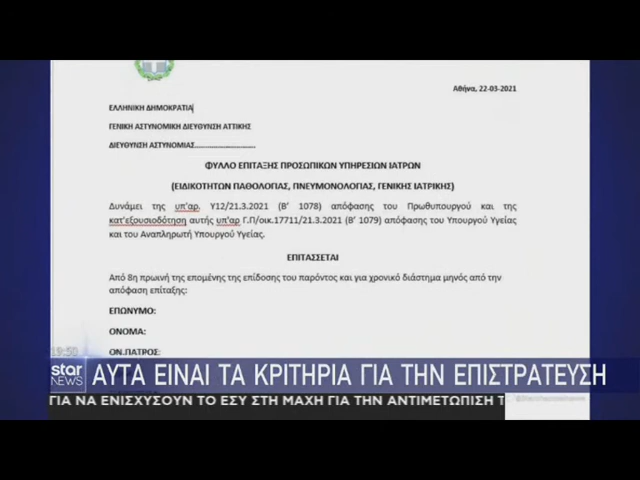 Αθήνα, 22-03-2021
ΕΛΛΗΝΙΚΗ ΔΗΜΟΚΡΑΤΙΑ
ΓΕΝΙΚΗ ΑΣΤΥΝΟΜΙΚΗ ΔΙΕΥΘΥΝΣΗ ΑΤΤΙΚΗΣ
ΔΙΕΥΘΥΝΣΗ ΑΣΤΥΝΟΜΙΑΣ......................
ΦΥΛΛΟ ΕΠΙΤΑΞΗΣ ΠΡΟΣΩΠΙΚΩΝ ΥΠΗΡΕΣΙΩΝ ΙΑΤΡΩΝ
(ΕΙΔΙΚΟΤΗΤΩΝ ΠΑΘΟΛΟΓΙΑΣ, ΠΝΕΥΜΟΝΟΛΟΓΙΑΣ, ΓΕΝΙΚΗΣ ΙΑΤΡΙΚΗΣ)
Δυνάμει της υπ'αρ. Υ12/21.3.2021 (Β' 1078) απόφασης του Πρωθυπουργού και της
κατ'εξουσιοδότηση αυτής υπ'αρ Γ.Π/οικ.17711/21.3.2021 (Β' 1079) απόφασης του Υπουργού Υγείας
και του Αναπληρωτή Υπουργού Υγείας.
ΕΠΙΤΑΣΣΕΤΑΙ
Από 8η πρωινή της επομένης της επίδοσης του παρόντος και για χρονικό διάστημα μηνός από την
απόφαση επίταξης:
ΕΠΩΝΥΜΟ:
ΟΝΟΜΑ:
ΟΝ.ΠΑΤΡΟΣ:
19:50
star
NEWS
ΑΥΤΑ ΕΙΝΑΙ ΤΑ ΚΡΙΤΗΡΙΑ ΓΙΑ ΤΗΝ ΕΠΙΣΤΡΑΤΕΥΣΗ
ΓΙΑ ΝΑ ΕΝΙΣΧΥΣΟΥΝ ΤΟ ΕΣΥ ΣΤΗ ΜΑΧΗ ΓΙΑ ΤΗΝ ΑΝΤΙΜΕΤΩΠΙΣΗ Τ